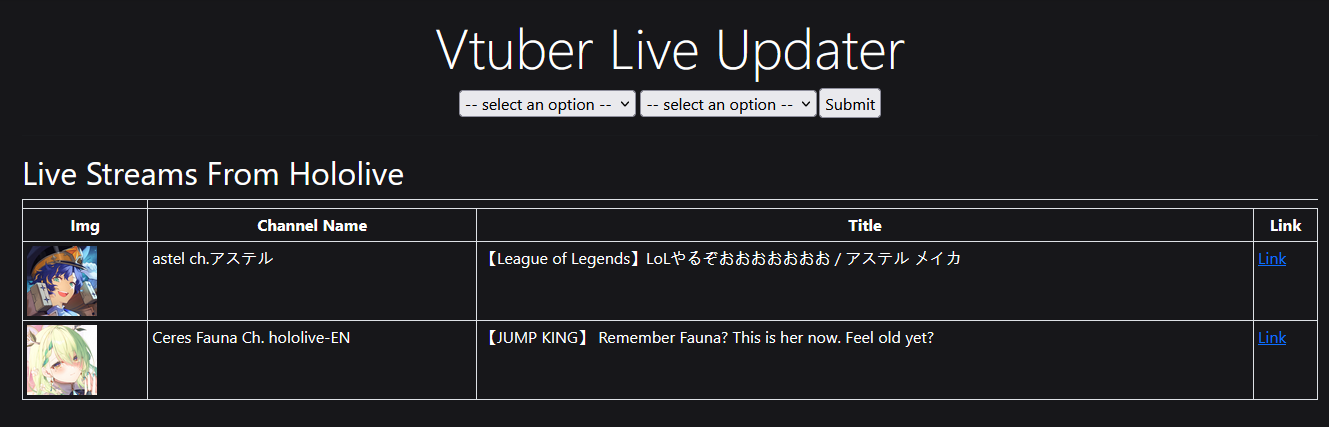 Vtuber Live Updater
-- select an option -- -- select an option -- Submit
Live Streams From Hololive
Img Channel Name Title Link
astel ch.アステル 【League of Legends】LoLやるぞおおおおおおお / アステル メイカ Link
Ceres Fauna Ch. hololive-EN 【JUMP KING】 Remember Fauna? This is her now. Feel old yet? Link